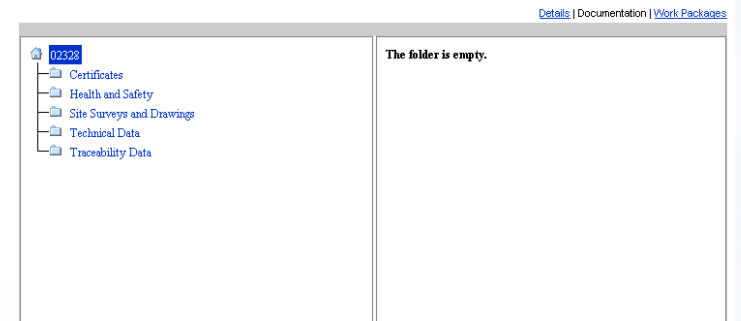 Details | Documentation | Work Packages
02328
Certificates
Health and Safety
Site Surveys and Drawings
Technical Data
Traceability Data
The folder is empty.